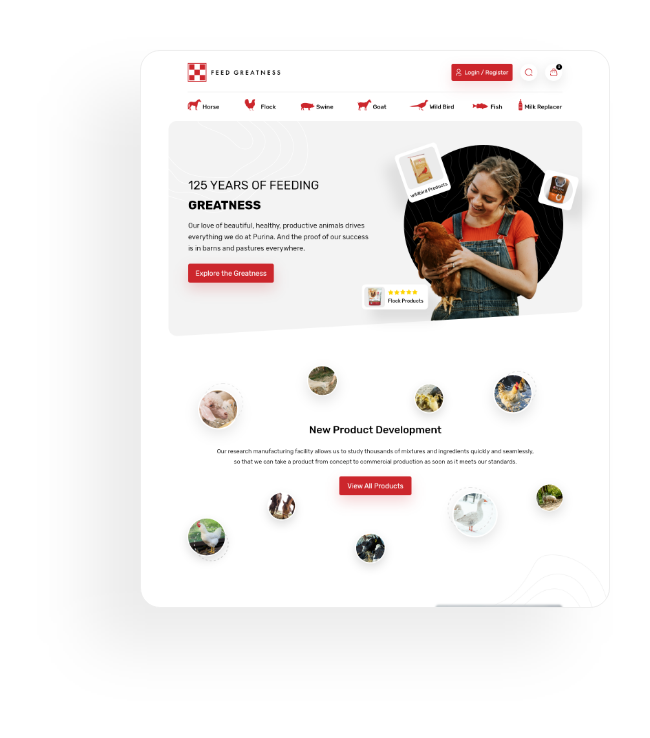 FEED GREATNESS
Login / Register
Horse
Flock
Swine
Goat
Wild Bird
Fish
Milk Replacer
125 YEARS OF FEEDING
GREATNESS
Our love of beautiful, healthy, productive animals drives
everything we do at Purina. And the proof of our success
is in barns and pastures everywhere.
Explore the Greatness
Products
Flock Products
New Product Development
Our research manufacturing facility allows us to study thousands of mixtures and ingredients quickly and seamlessly,
so that we can take a product from concept to commercial production as soon as it meets our standards.
View All Products